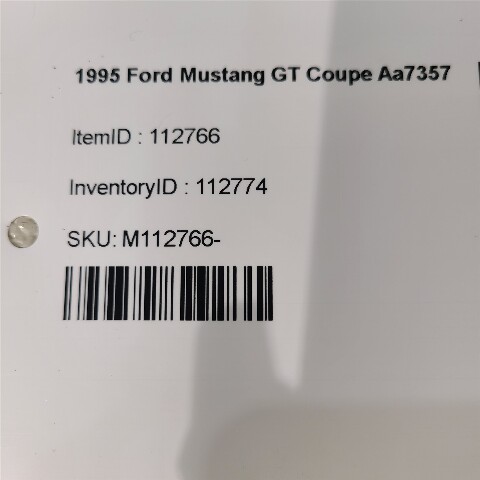 1995 Ford Mustang GT Coupe Aa7357
ItemID : 112766
InventoryID : 112774
SKU: M112766-